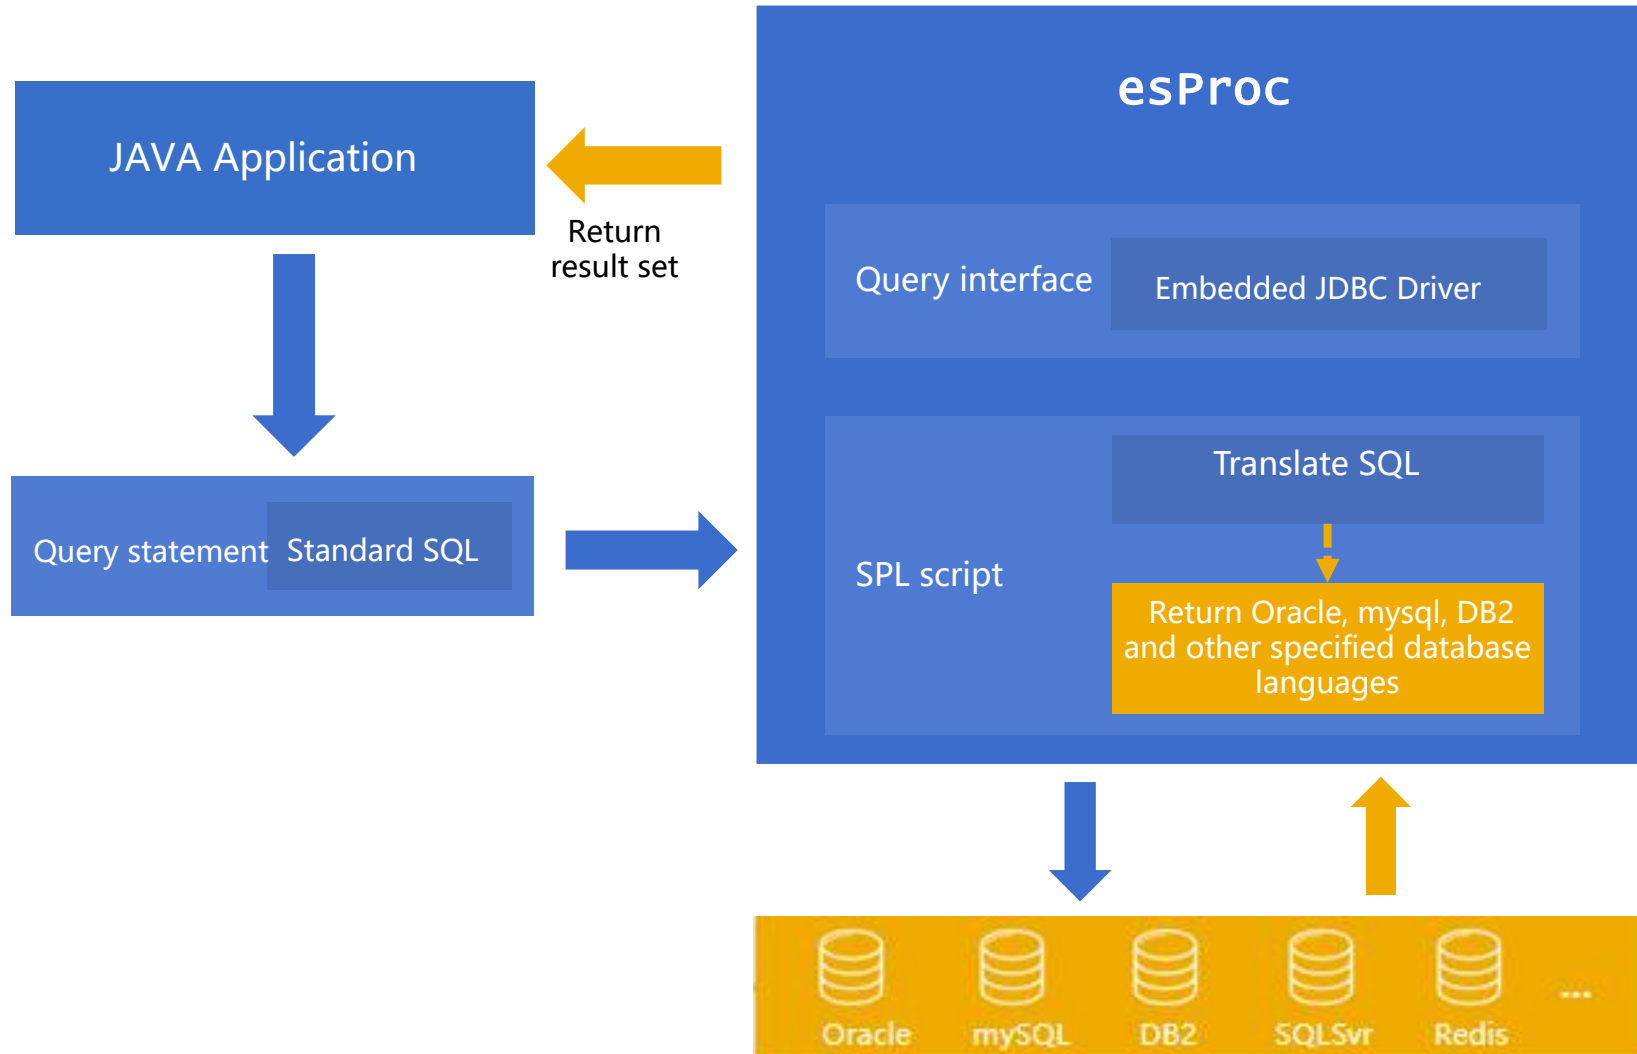 esProc
JAVA Application
Return
result set
Query interface
Embedded JDBC Driver
Translate SQL
Query statement
Standard SQL
SPL script
Return Oracle, mysql, DB2
and other specified database
languages
...
Oracle
mySQL
DB2
SQLSvr
Redis